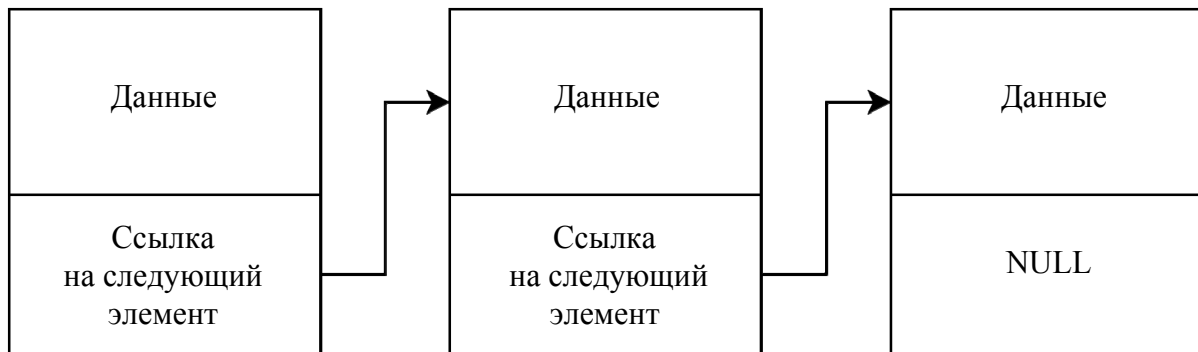 Данные
Ссылка
на следующий
элемент
Данные
Ссылка
на следующий
элемент
Данные
NULL